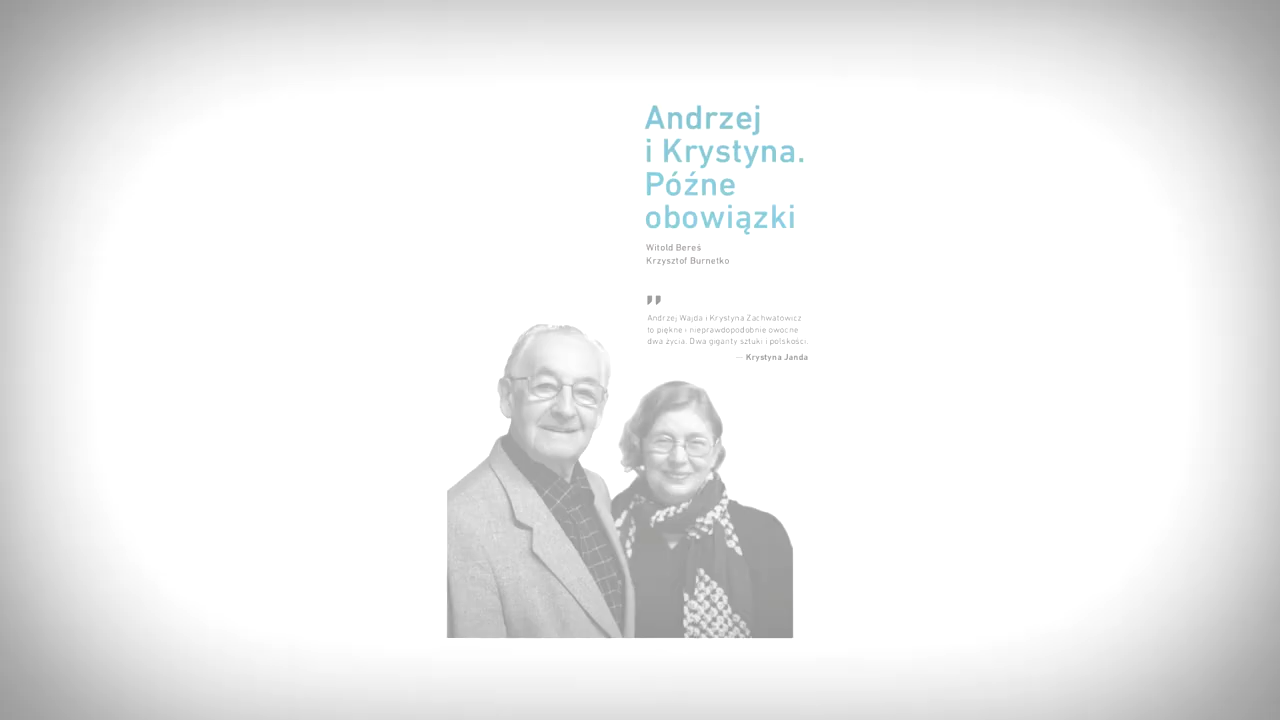 Andrzej
i Krystyna.
Późne
obowiązki
Witold Bereś
Krzysztof Burnetko
"
Andrzej Wajda i Krystyna Zachwatowicz
to piękne i nieprawdopodobnie owocne
dwa życia. Dwa giganty sztuki i polskości.
— Krystyna Janda